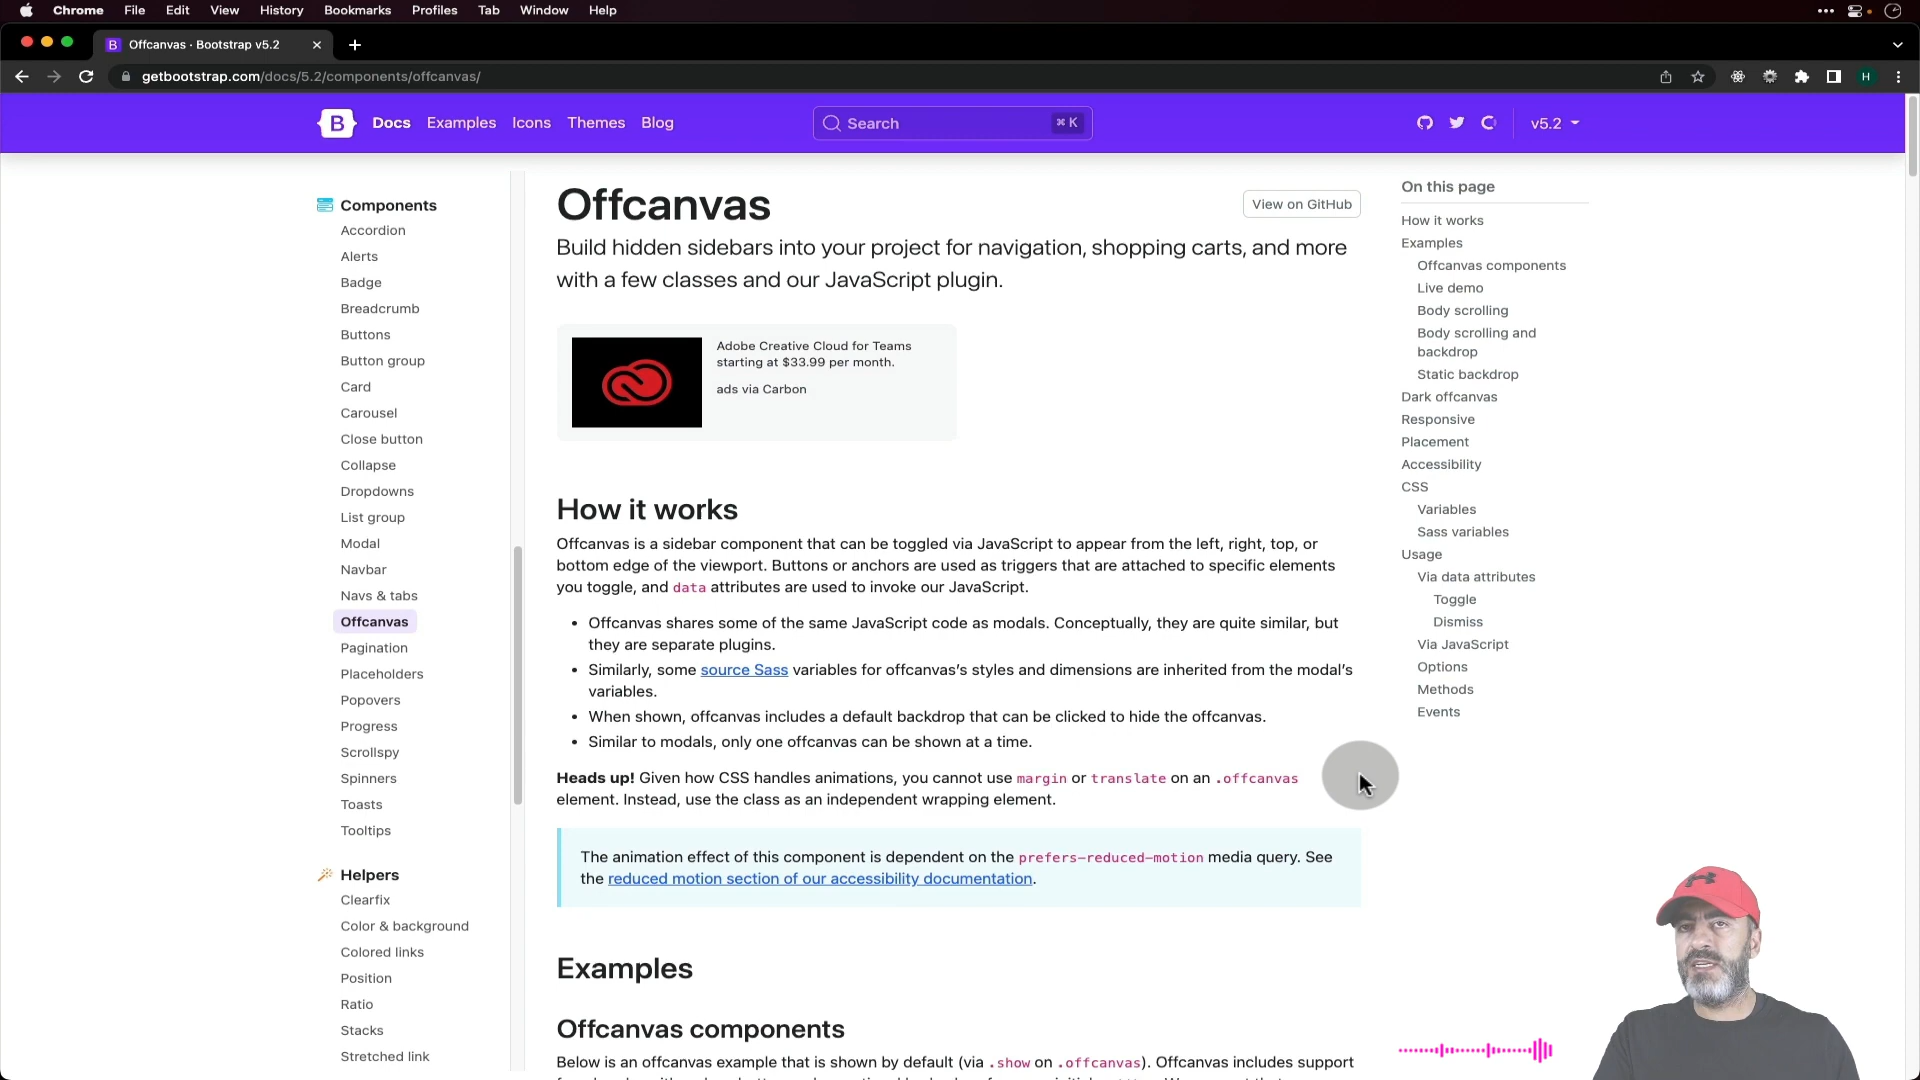 Chrome File Edit View History Bookmarks Profiles Tab Window Help
Offcanvas · Bootstrap v5.2
getbootstrap.com/docs/5.2/components/offcanvas/
H
B Docs Examples Icons Themes Blog
Search ⌘ K
v5.2
Components
Accordion
Alerts
Badge
Breadcrumb
Buttons
Button group
Card
Carousel
Close button
Collapse
Dropdowns
List group
Modal
Navbar
Navs & tabs
Offcanvas
Pagination
Placeholders
Popovers
Progress
Scrollspy
Spinners
Toasts
Tooltips
Helpers
Clearfix
Color & background
Colored links
Position
Ratio
Stacks
Stretched link
Offcanvas
View on GitHub
Build hidden sidebars into your project for navigation, shopping carts, and more
with a few classes and our JavaScript plugin.
Adobe Creative Cloud for Teams
starting at $33.99 per month.
ads via Carbon
How it works
Offcanvas is a sidebar component that can be toggled via JavaScript to appear from the left, right, top, or
bottom edge of the viewport. Buttons or anchors are used as triggers that are attached to specific elements
you toggle, and data attributes are used to invoke our JavaScript.
• Offcanvas shares some of the same JavaScript code as modals. Conceptually, they are quite similar, but
they are separate plugins.
• Similarly, some source Sass variables for offcanvas’s styles and dimensions are inherited from the modal’s
variables.
• When shown, offcanvas includes a default backdrop that can be clicked to hide the offcanvas.
• Similar to modals, only one offcanvas can be shown at a time.
Heads up! Given how CSS handles animations, you cannot use margin or translate on an .offcanvas
element. Instead, use the class as an independent wrapping element.
The animation effect of this component is dependent on the prefers-reduced-motion media query. See
the reduced motion section of our accessibility documentation.
Examples
Offcanvas components
Below is an offcanvas example that is shown by default (via .show on .offcanvas). Offcanvas includes support
On this page
How it works
Examples
Offcanvas components
Live demo
Body scrolling
Body scrolling and
backdrop
Static backdrop
Dark offcanvas
Responsive
Placement
Accessibility
CSS
Variables
Sass variables
Usage
Via data attributes
Toggle
Dismiss
Via JavaScript
Options
Methods
Events